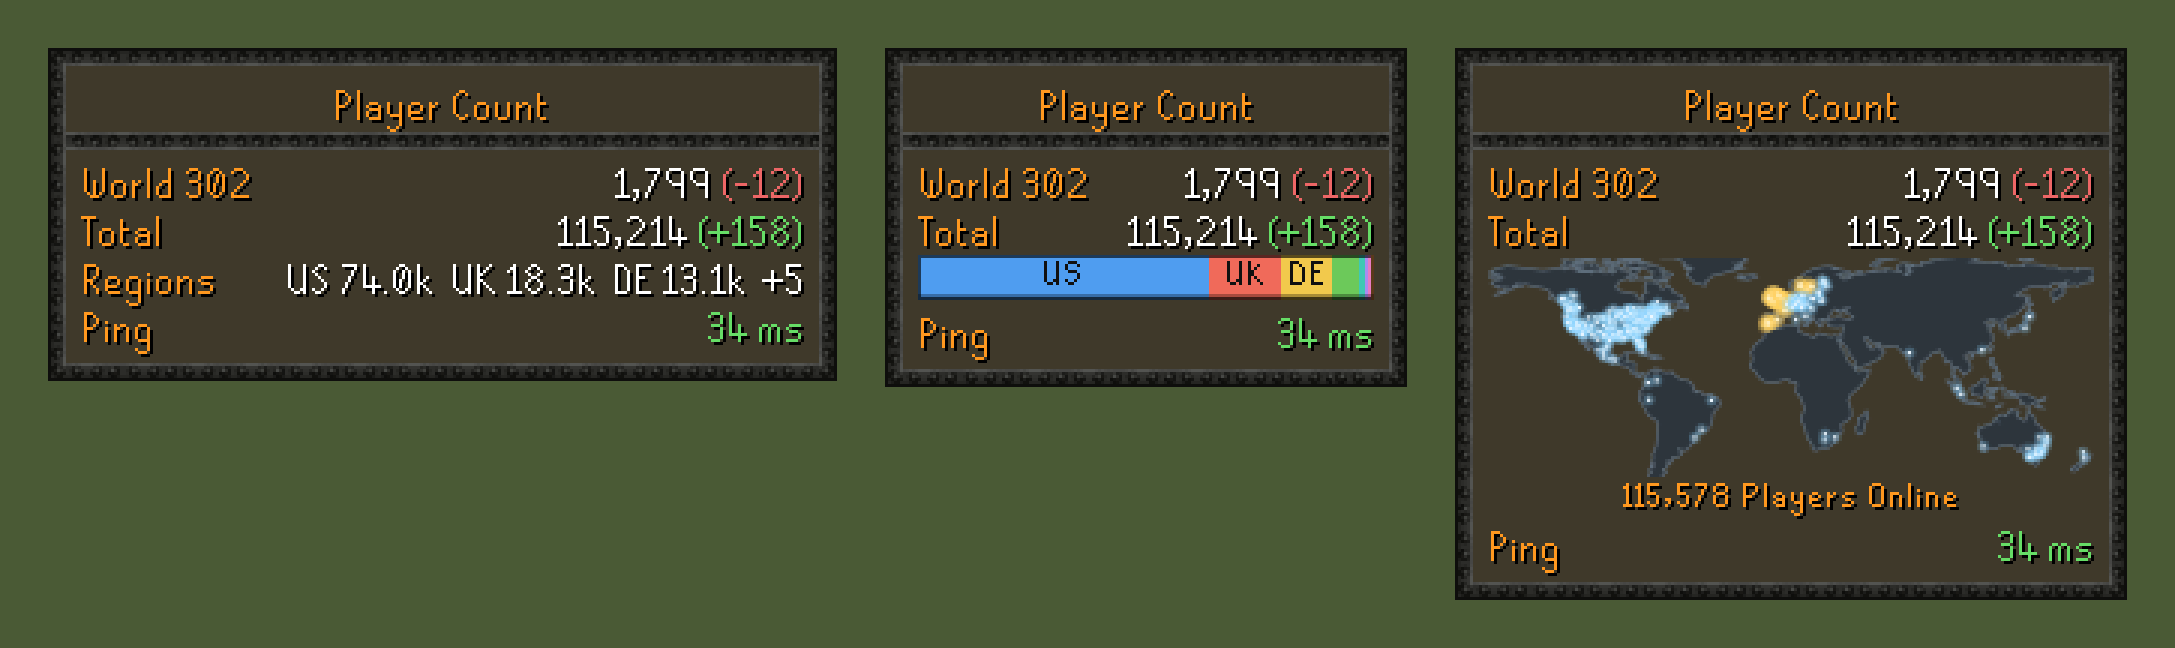 Player Count
World 302 1,799 (-12)
Total 115,214 (+158)
Regions US 74.0k UK 18.3k DE 13.1k +5
Ping 34 ms
Player Count
World 302 1,799 (-12)
Total 115,214 (+158)
US UK DE
Ping 34 ms
Player Count
World 302 1,799 (-12)
Total 115,214 (+158)
115,578 Players Online
Ping 34 ms